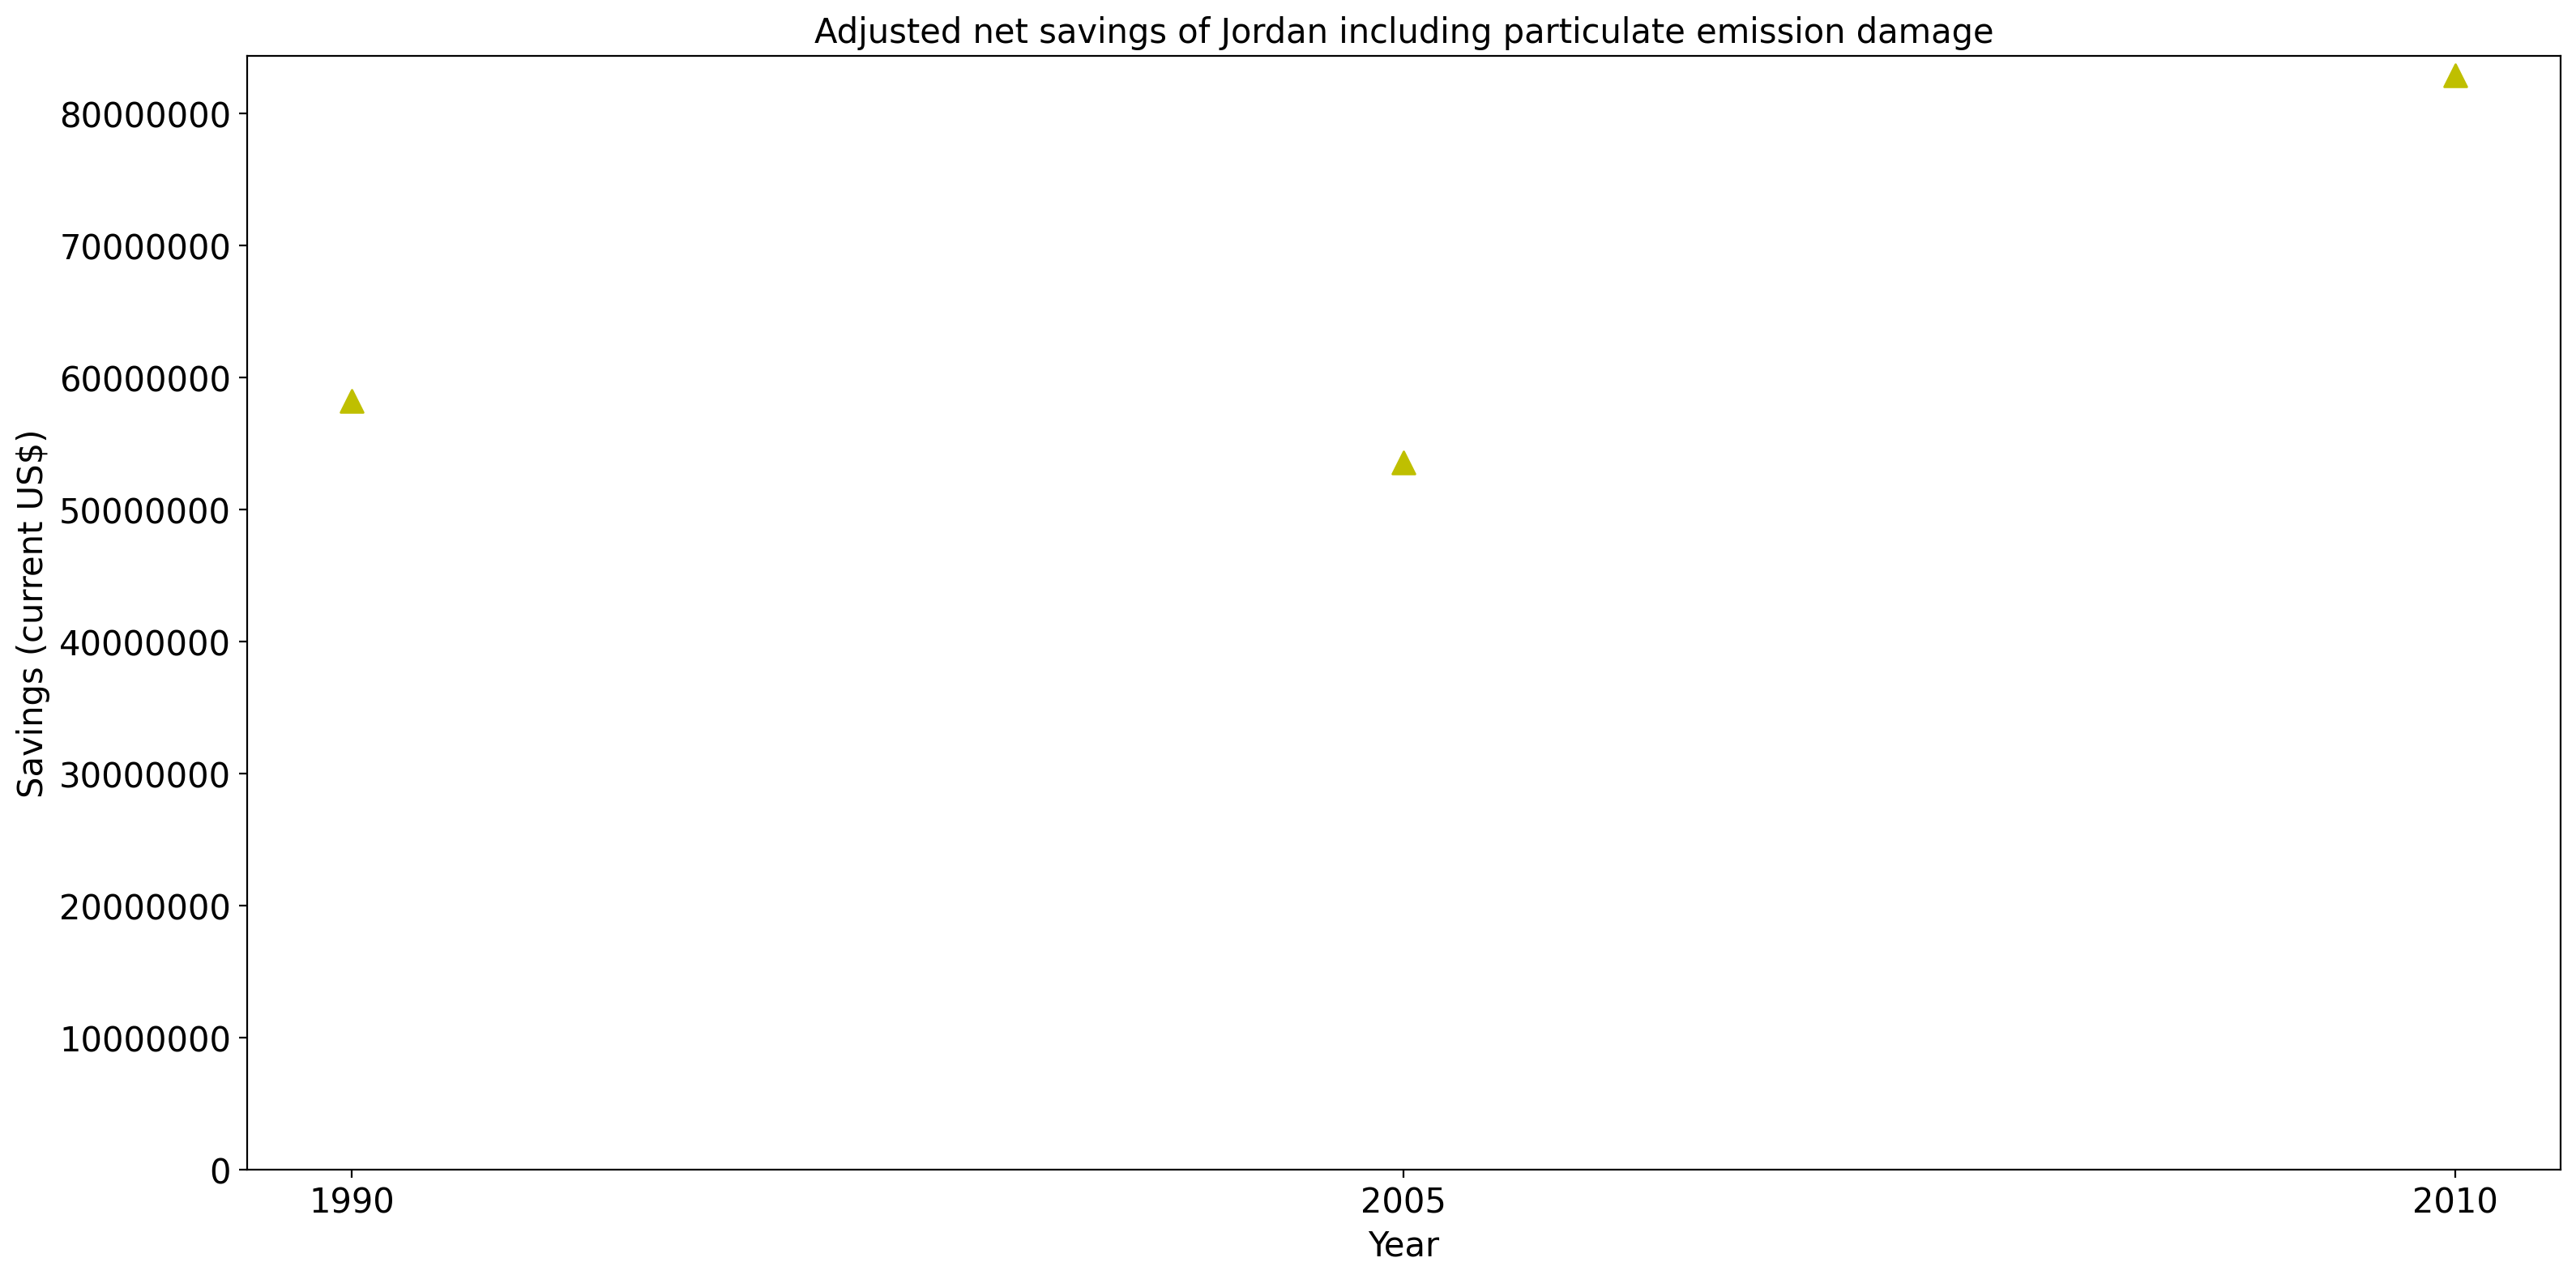 Adjusted net savings of Jordan including particulate emission damage
Savings (current US$)
80000000
70000000
60000000
50000000
40000000
30000000
20000000
10000000
0
1990 2005 2010
Year